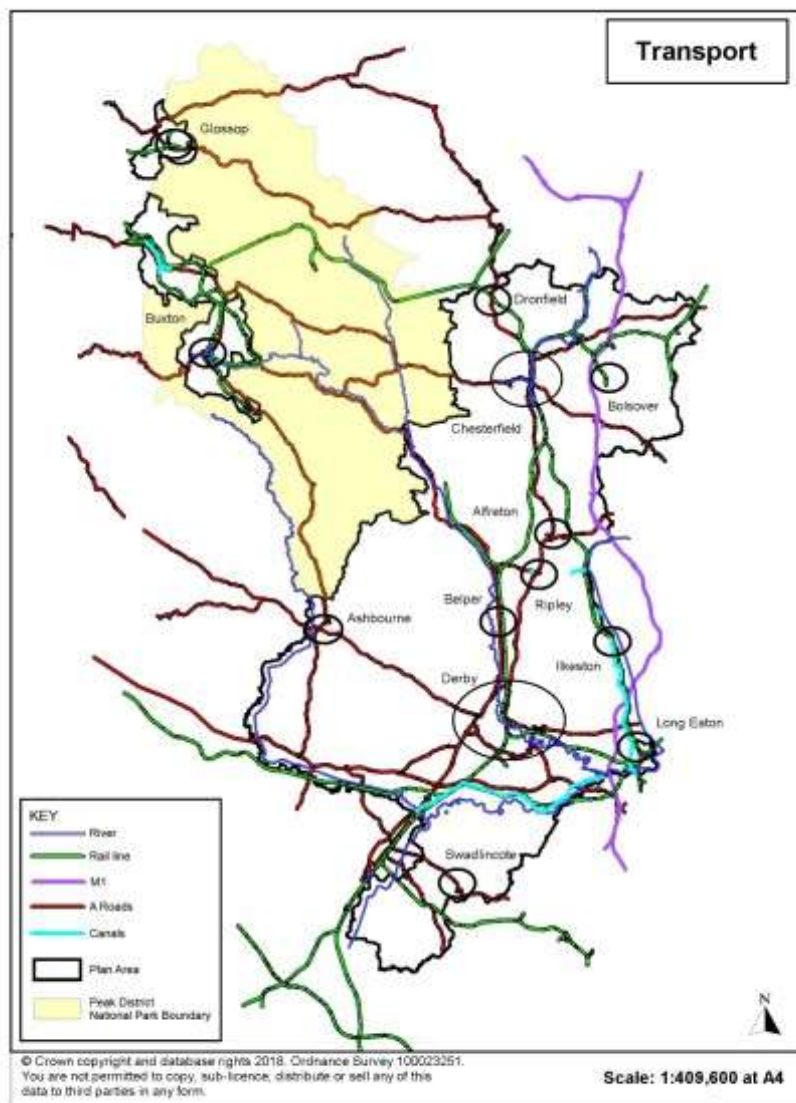 Transport
Glossop
Dronfield
Buxton
Bolsover
Chesterfield
Alfreton
Belper
Ripley
Ashbourne
Ilkeston
Derby
Long Eaton
Swadlincote
KEY
River
Rail line
M1
A Roads
Canals
Plan Area
Peak District
National Park Boundary
N
© Crown copyright and database rights 2018. Ordnance Survey 100023251.
You are not permitted to copy, sub-licence, distribute or sell any of this
data to third parties in any form.
Scale: 1:409,600 at A4